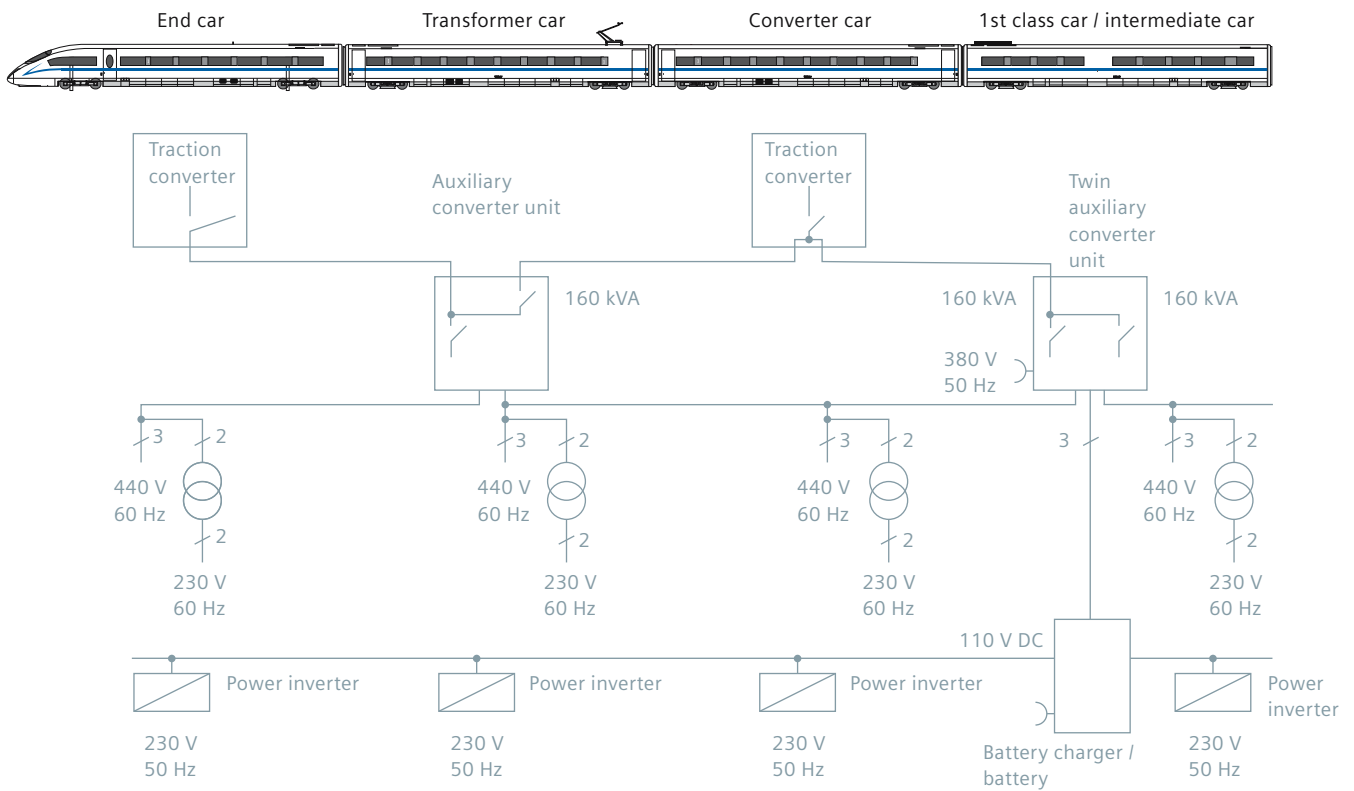 End car
Transformer car
Converter car
1st class car / intermediate car
Traction
converter
Auxiliary
converter unit
Traction
converter
Twin
auxiliary
converter
unit
160 kVA
160 kVA
160 kVA
380 V
50 Hz
3
2
3
2
3
2
3
3
2
440 V
60 Hz
440 V
60 Hz
440 V
60 Hz
440 V
60 Hz
2
2
2
2
230 V
60 Hz
230 V
60 Hz
230 V
60 Hz
230 V
60 Hz
110 V DC
Power inverter
Power inverter
Power inverter
Power
inverter
230 V
50 Hz
230 V
50 Hz
230 V
50 Hz
Battery charger /
battery
230 V
50 Hz